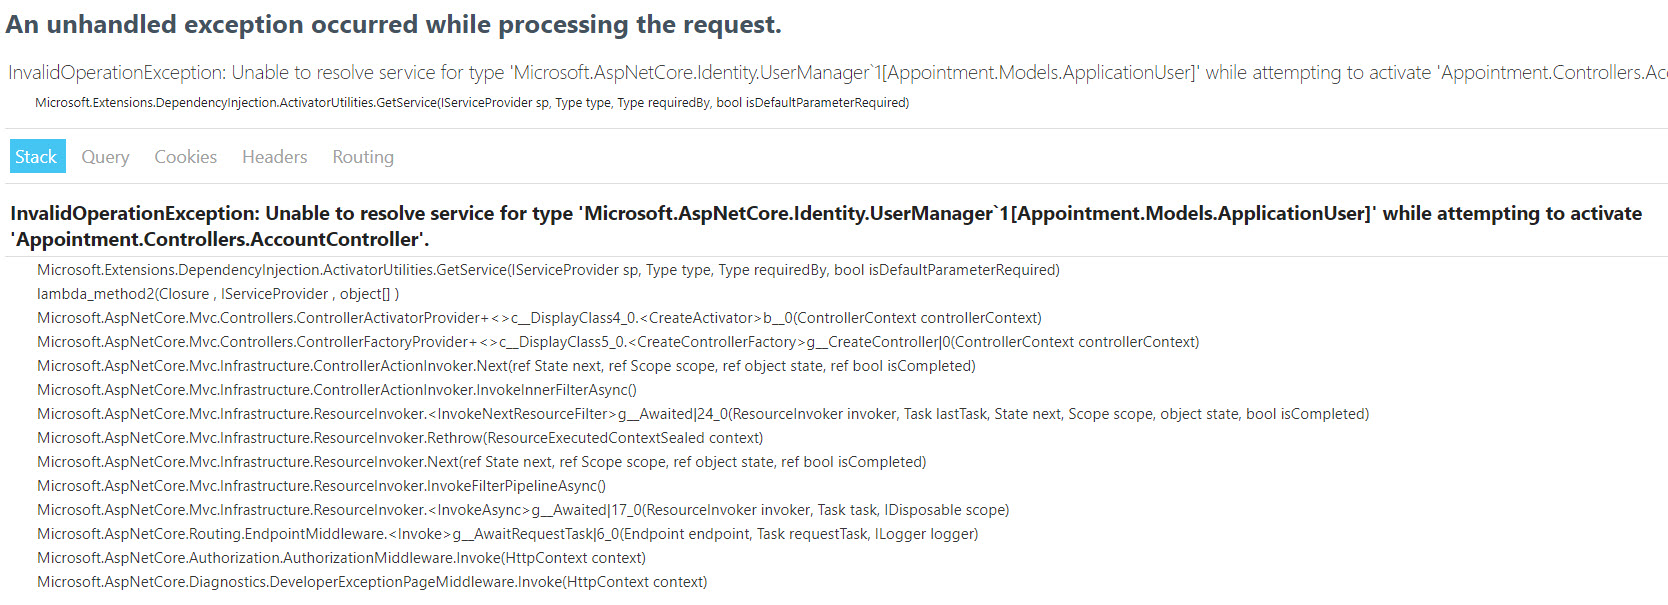 An unhandled exception occurred while processing the request.
InvalidOperationException: Unable to resolve service for type 'Microsoft.AspNetCore.Identity.UserManager`1[Appointment.Models.ApplicationUser]' while attempting to activate 'Appointment.Controllers.Acc
Microsoft.Extensions.DependencyInjection.ActivatorUtilities.GetService(IServiceProvider sp, Type type, Type requiredBy, bool isDefaultParameterRequired)
Stack Query Cookies Headers Routing
InvalidOperationException: Unable to resolve service for type 'Microsoft.AspNetCore.Identity.UserManager`1[Appointment.Models.ApplicationUser]' while attempting to activate
'Appointment.Controllers.AccountController'.
Microsoft.Extensions.DependencyInjection.ActivatorUtilities.GetService(IServiceProvider sp, Type type, Type requiredBy, bool isDefaultParameterRequired)
lambda_method2(Closure , IServiceProvider , object[] )
Microsoft.AspNetCore.Mvc.Controllers.ControllerActivatorProvider+<>c__DisplayClass4_0.<CreateActivator>b__0(ControllerContext controllerContext)
Microsoft.AspNetCore.Mvc.Controllers.ControllerFactoryProvider+<>c__DisplayClass5_0.<CreateControllerFactory>g__CreateController|0(ControllerContext controllerContext)
Microsoft.AspNetCore.Mvc.Infrastructure.ControllerActionInvoker.Next(ref State next, ref Scope scope, ref object state, ref bool isCompleted)
Microsoft.AspNetCore.Mvc.Infrastructure.ControllerActionInvoker.InvokeInnerFilterAsync()
Microsoft.AspNetCore.Mvc.Infrastructure.ResourceInvoker.<InvokeNextResourceFilter>g__Awaited|24_0(ResourceInvoker invoker, Task lastTask, State next, Scope scope, object state, bool isCompleted)
Microsoft.AspNetCore.Mvc.Infrastructure.ResourceInvoker.Rethrow(ResourceExecutedContextSealed context)
Microsoft.AspNetCore.Mvc.Infrastructure.ResourceInvoker.Next(ref State next, ref Scope scope, ref object state, ref bool isCompleted)
Microsoft.AspNetCore.Mvc.Infrastructure.ResourceInvoker.InvokeFilterPipelineAsync()
Microsoft.AspNetCore.Mvc.Infrastructure.ResourceInvoker.<InvokeAsync>g__Awaited|17_0(ResourceInvoker invoker, Task task, IDisposable scope)
Microsoft.AspNetCore.Routing.EndpointMiddleware.<Invoke>g__AwaitRequestTask|6_0(Endpoint endpoint, Task requestTask, ILogger logger)
Microsoft.AspNetCore.Authorization.AuthorizationMiddleware.Invoke(HttpContext context)
Microsoft.AspNetCore.Diagnostics.DeveloperExceptionPageMiddleware.Invoke(HttpContext context)